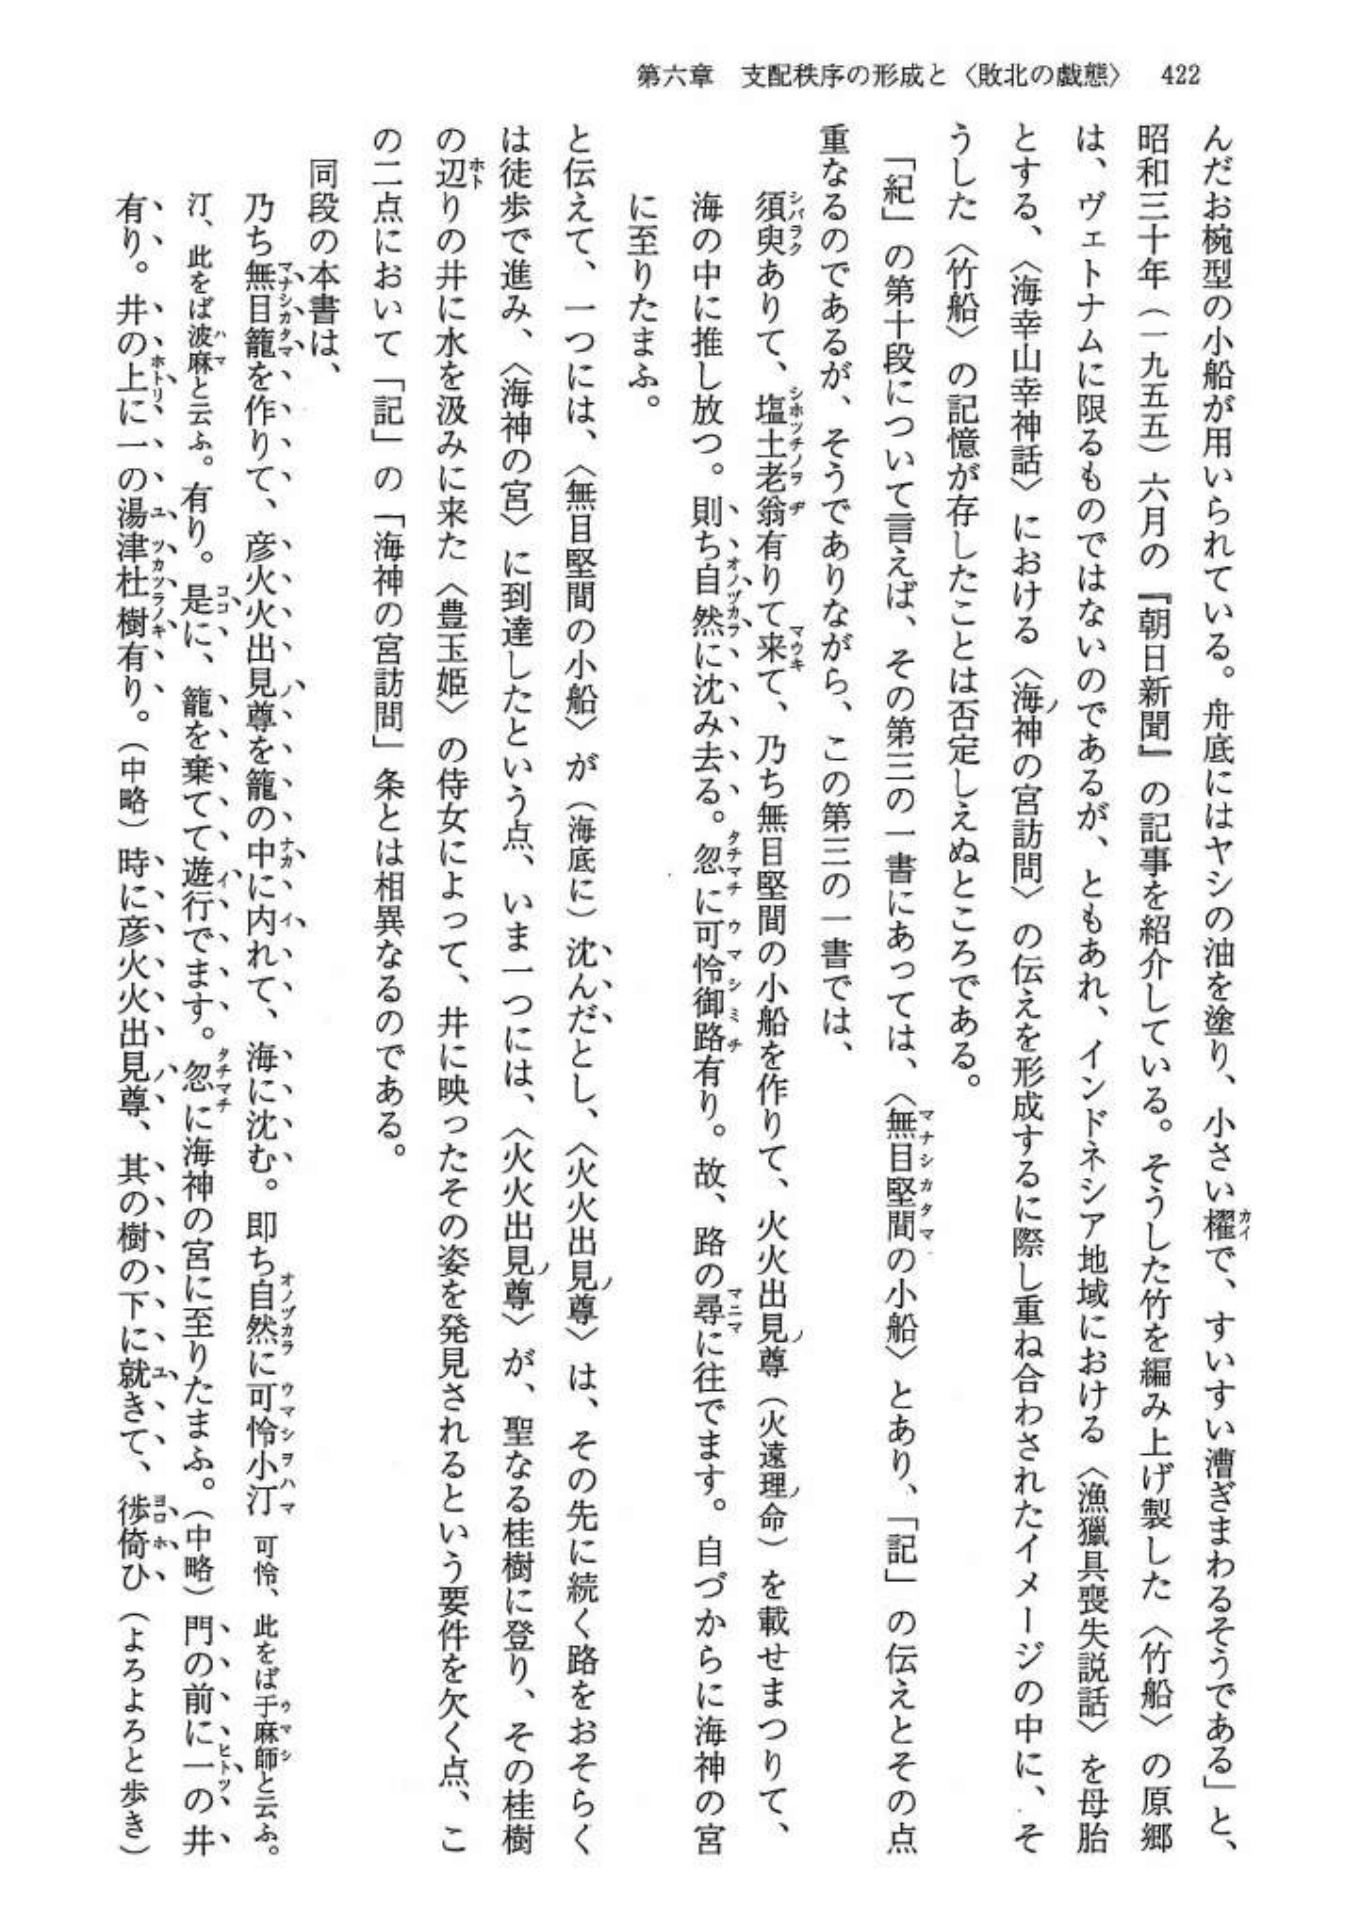 第六章　支配秩序の形成と〈敗北の戯態〉　422
んだお椀型の小船が用いられている。舟底にはヤシの油を塗り、小さい櫂で、すいすい漕ぎまわるそうである」と、
昭和三十年（一九五五）六月の『朝日新聞』の記事を紹介している。そうした竹を編み上げ製した〈竹船〉の原郷
は、ヴェトナムに限るものではないのであるが、ともあれ、インドネシア地域における〈漁獵具喪失説話〉を母胎
とする、〈海幸山幸神話〉における〈海神の宮訪問〉の伝えを形成するに際し重ね合わされたイメージの中に、そ
うした〈竹船〉の記憶が存したことは否定しえぬところである。
「紀」の第十段について言えば、その第三の一書にあっては、〈無目堅間の小船〉とあり、「記」の伝えとその点
重なるのであるが、そうでありながら、この第三の一書では、
須臾ありて、塩土老翁有りて来て、乃ち無目堅間の小船を作りて、火火出見尊（火遠理命）を載せまつりて、
海の中に推し放つ。則ち自然に沈み去る。忽に可怜御路有り。故、路の尋に往でます。自づからに海神の宮
に至りたまふ。
と伝えて、一つには、〈無目堅間の小船〉が（海底に）沈んだとし、〈火火出見尊〉は、その先に続く路をおそらく
は徒歩で進み、〈海神の宮〉に到達したという点、いま一つには、〈火火出見尊〉が、聖なる桂樹に登り、その桂樹
の辺りの井に水を汲みに来た〈豊玉姫〉の侍女によって、井に映ったその姿を発見されるという要件を欠く点、こ
の二点において「記」の「海神の宮訪問」条とは相異なるのである。
同段の本書は、
乃ち無目籠を作りて、彦火火出見尊を籠の中に内れて、海に沈む。即ち自然に可怜小汀　可怜、此をば于麻師と云ふ。
汀、此をば波麻と云ふ。有り。是に、籠を棄てて遊行でます。忽に海神の宮に至りたまふ。（中略）門の前に一の井
有り。井の上に一の湯津杜樹有り。（中略）時に彦火火出見尊、其の樹の下に就きて、徙倚ひ（よろよろと歩き）